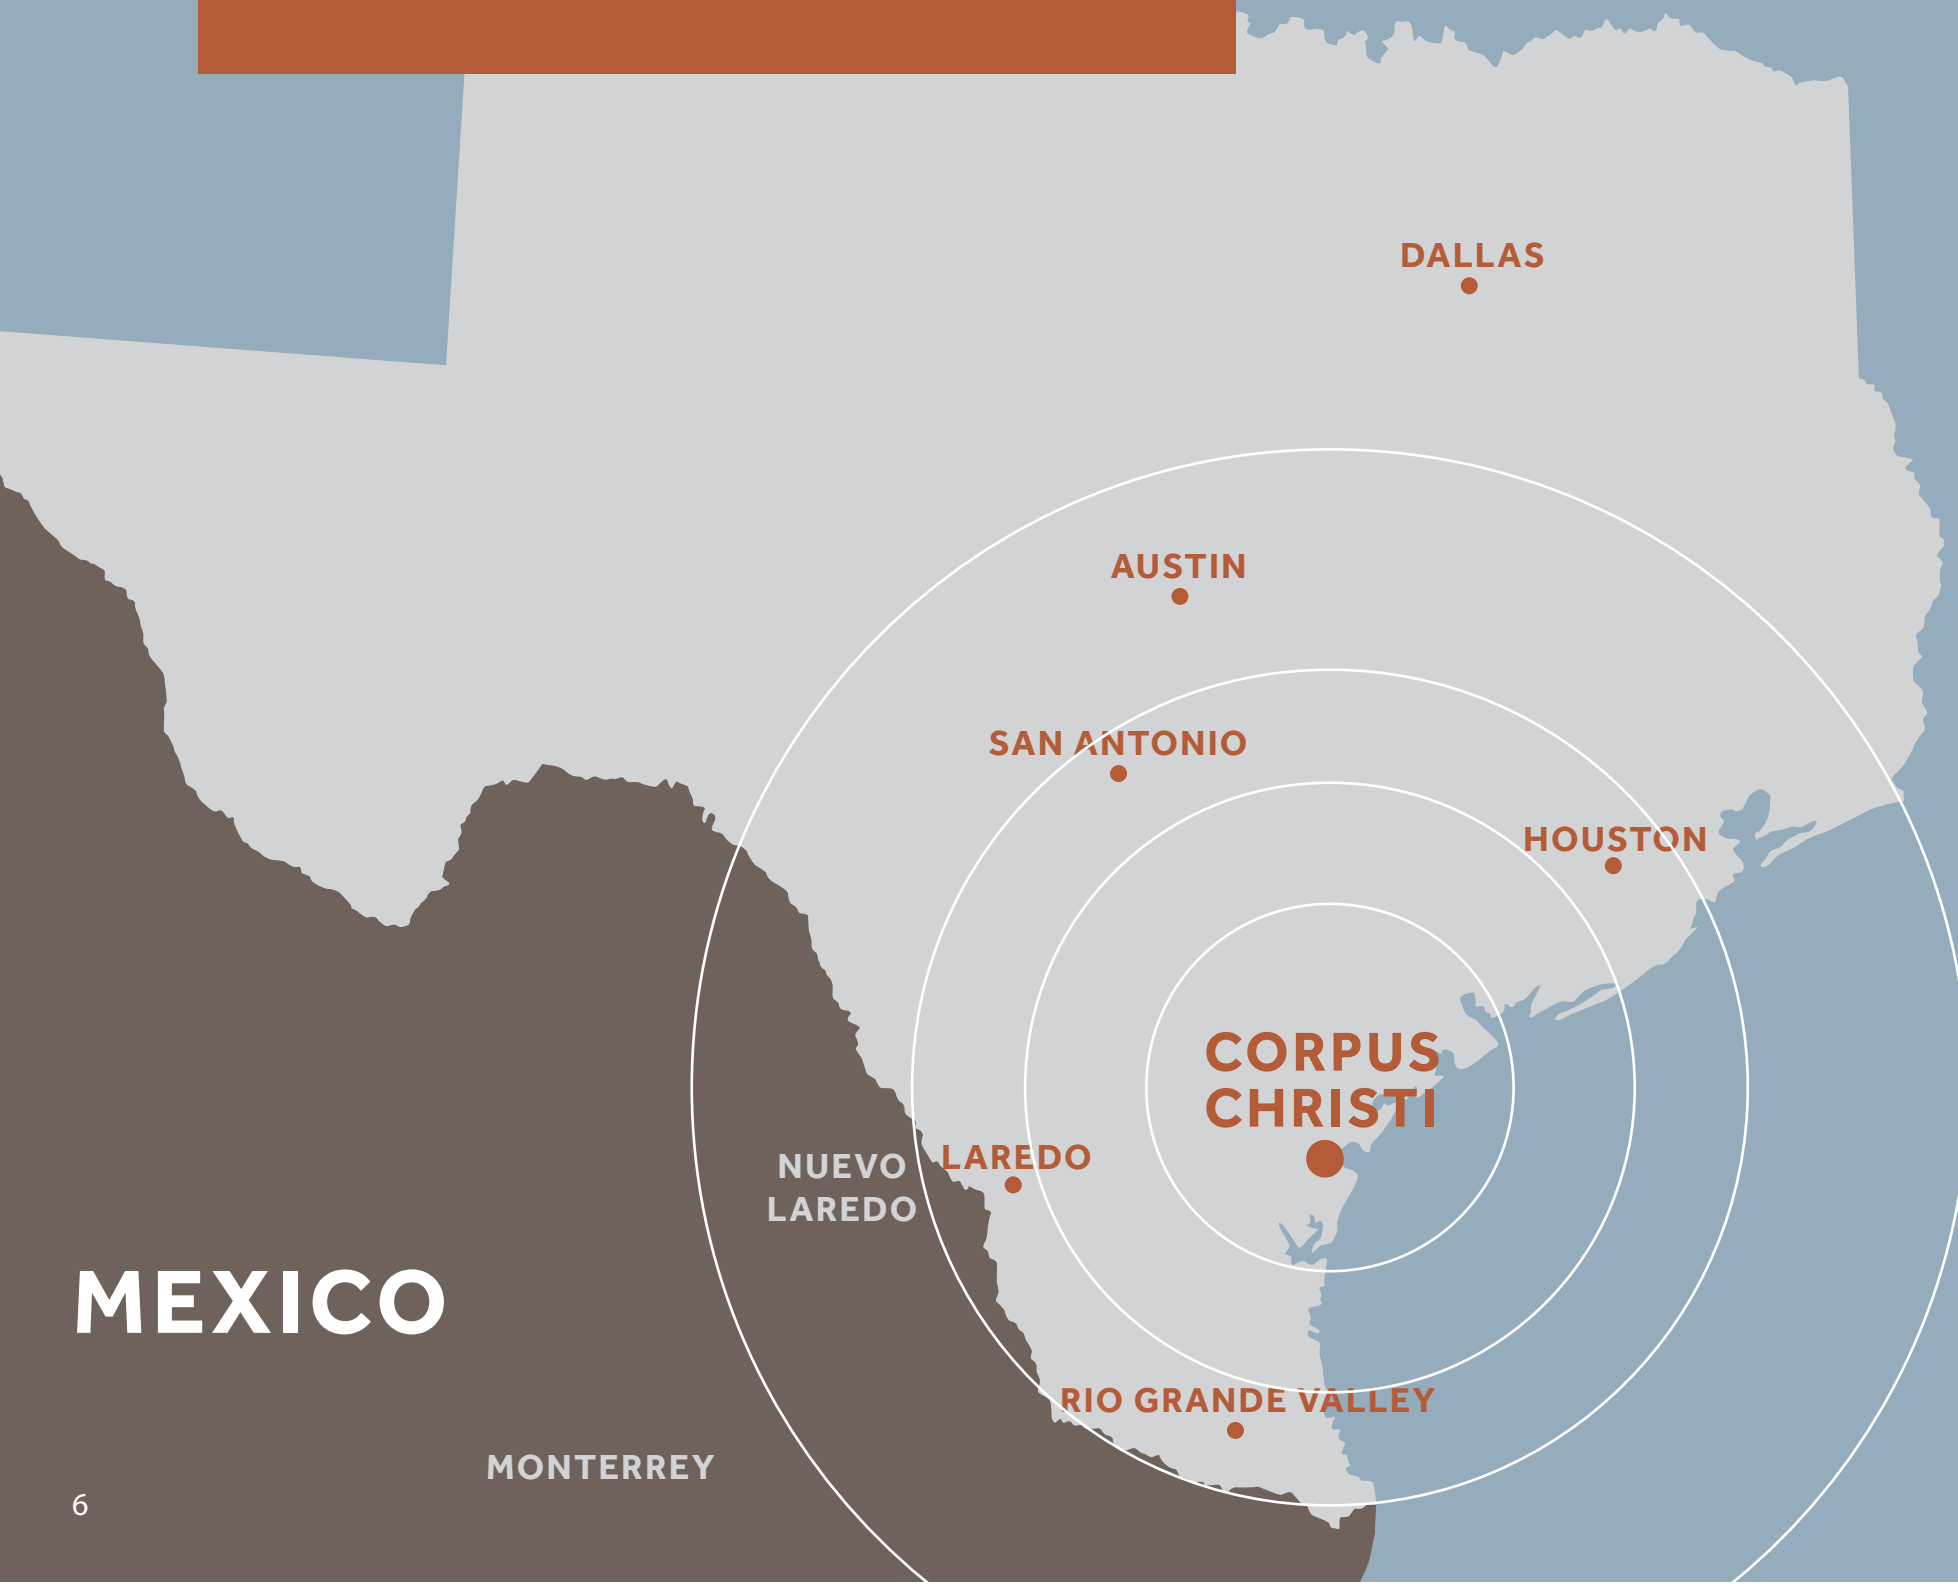 DALLAS
AUSTIN
SAN ANTONIO
HOUSTON
CORPUS
CHRISTI
LAREDO
NUEVO
LAREDO
MEXICO
RIO GRANDE VALLEY
MONTERREY
6